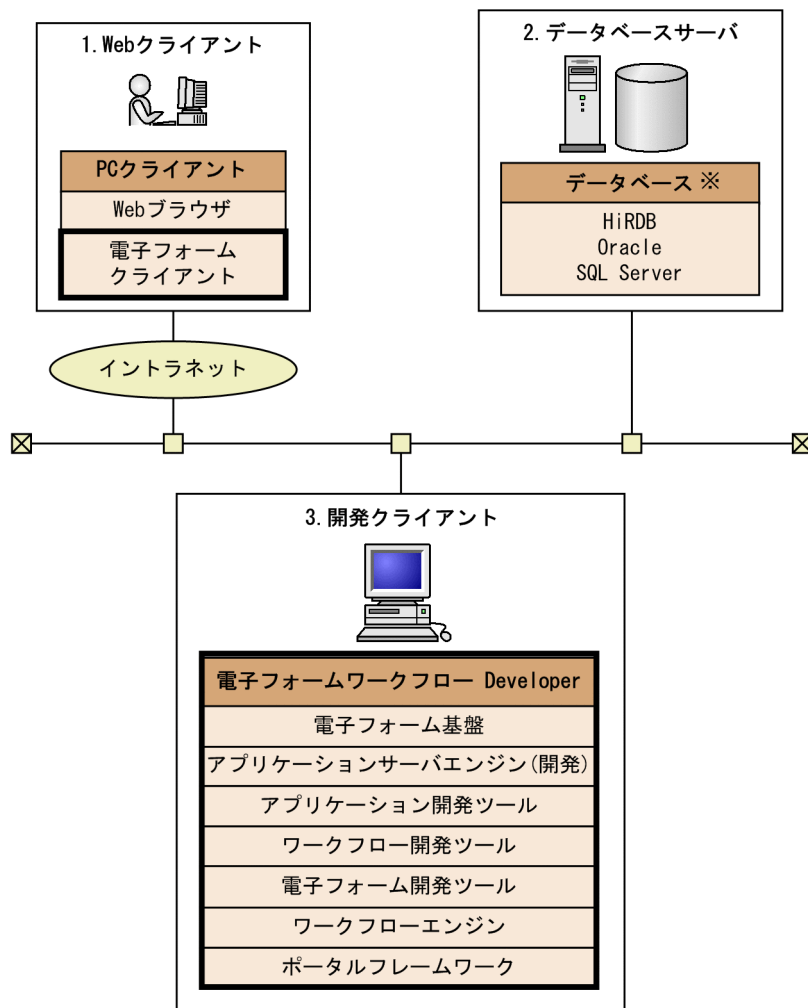 1.Webクライアント
PCクライアント
Webブラウザ
電子フォーム
クライアント
イントラネット
2.データベースサーバ
データベース※
HiRDB
Oracle
SQL Server
3.開発クライアント
電子フォームワークフロー Developer
電子フォーム基盤
アプリケーションサーバエンジン(開発)
アプリケーション開発ツール
ワークフロー開発ツール
電子フォーム開発ツール
ワークフローエンジン
ポータルフレームワーク